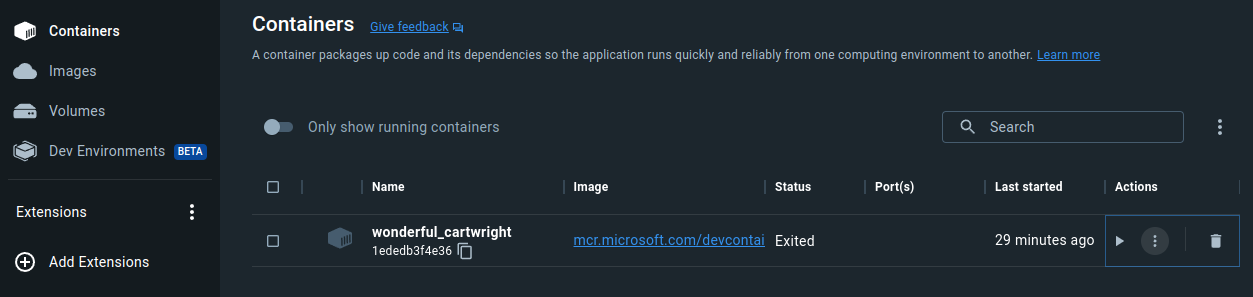 Containers
Images
Volumes
Dev Environments BETA
Extensions
Add Extensions
Containers Give feedback
A container packages up code and its dependencies so the application runs quickly and reliably from one computing environment to another. Learn more
Only show running containers
Search
Name Image Status Port(s) Last started Actions
wonderful_cartwright
1ededb3f4e36
mcr.microsoft.com/devcontai
Exited
29 minutes ago